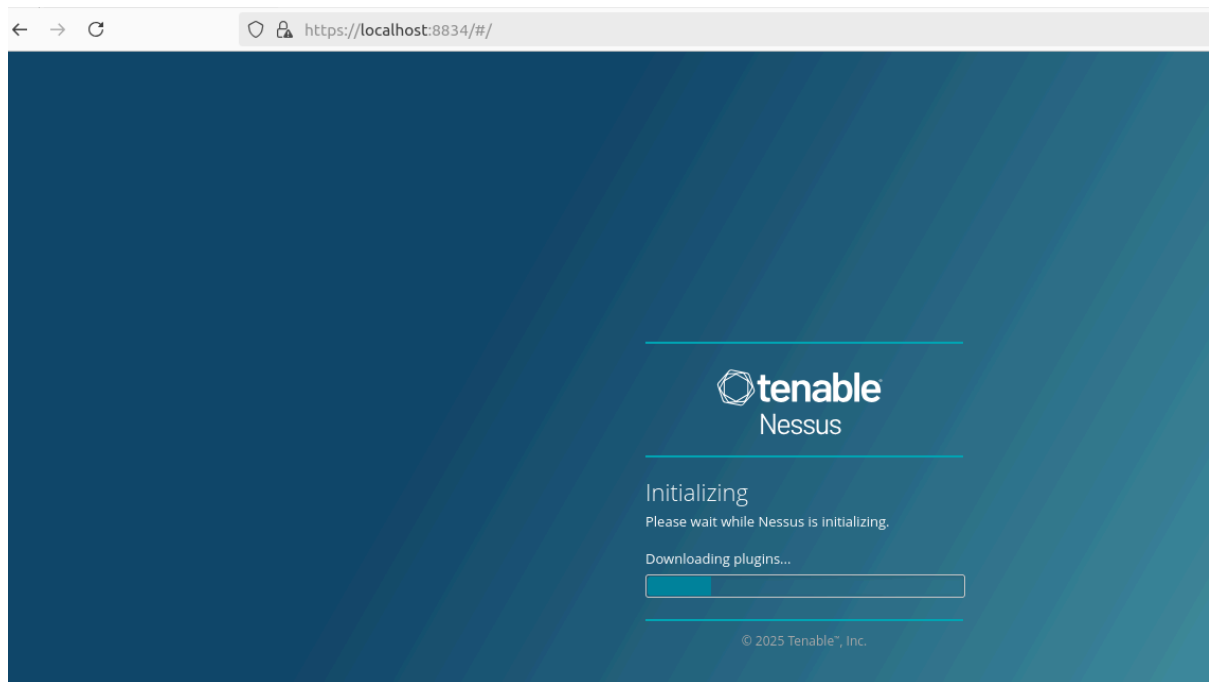 https://localhost:8834/#/
tenable
Nessus
Initializing
Please wait while Nessus is initializing.
Downloading plugins...
© 2025 Tenable™, Inc.